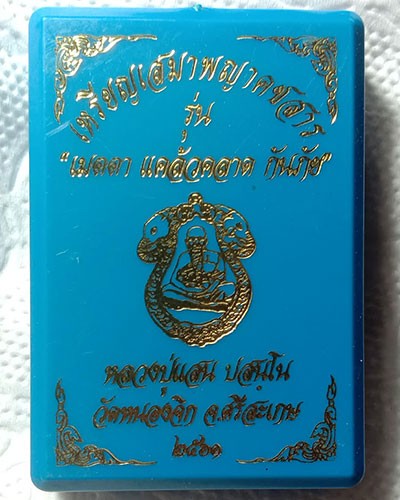 เหรียญเสมาพญาคชสาร
รุ่น
"เมตตา แคล้วคลาด กันภัย"
หลวงปู่แสน ปสนฺโน
วัดหนองจิก จ.ศรีสะเกษ
๒๕๖๑